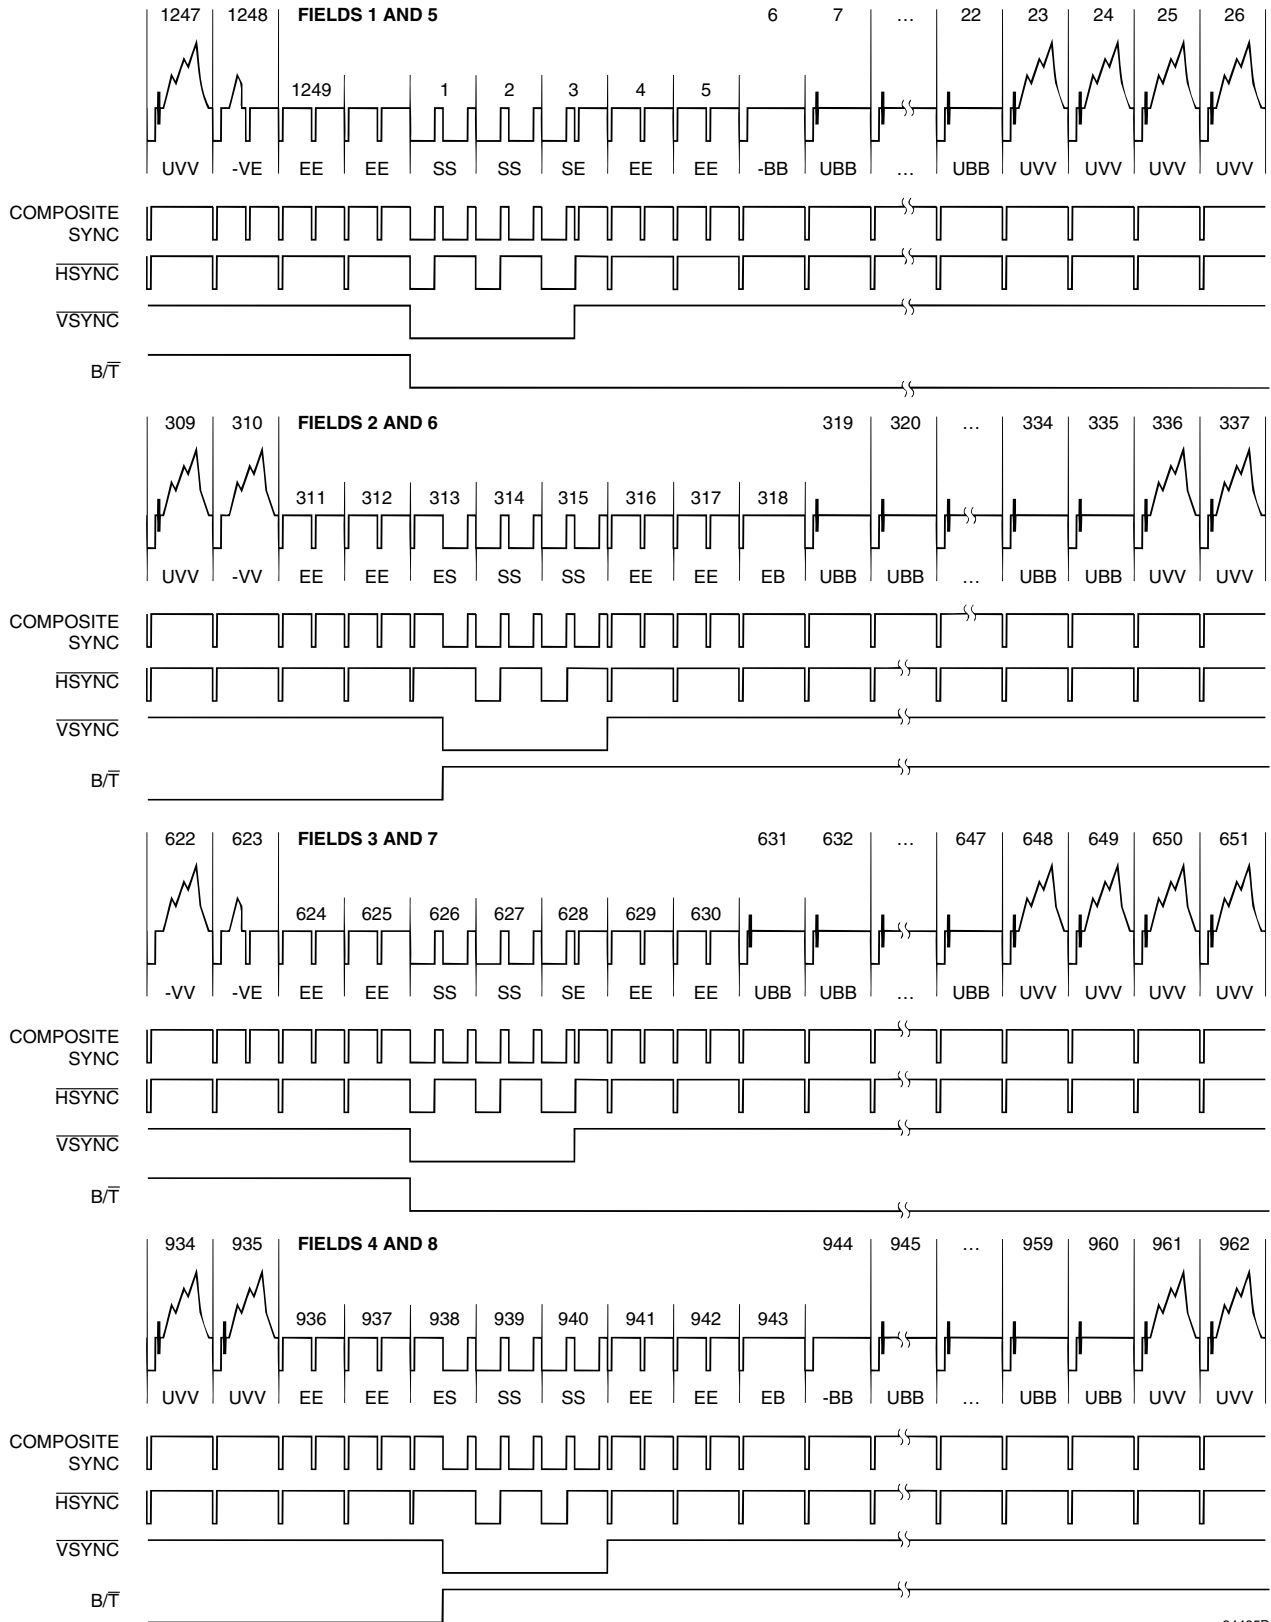 1247 1248 FIELDS 1 AND 5 6 7 ... 22 23 24 25 26
1249 1 2 3 4 5
UVV -VE EE EE SS SS SE EE EE -BB UBB ... UBB UVV UVV UVV UVV
COMPOSITE
SYNC
HSYNC
VSYNC
B/T
309 310 FIELDS 2 AND 6 319 320 ... 334 335 336 337
311 312 313 314 315 316 317 318
UVV -VV EE EE ES SS SS EE EE EB UBB UBB ... UBB UBB UVV UVV
COMPOSITE
SYNC
HSYNC
VSYNC
B/T
622 623 FIELDS 3 AND 7 631 632 ... 647 648 649 650 651
624 625 626 627 628 629 630
-VV -VE EE EE SS SS SE EE EE UBB UBB ... UBB UVV UVV UVV UVV
COMPOSITE
SYNC
HSYNC
VSYNC
B/T
934 935 FIELDS 4 AND 8 944 945 ... 959 960 961 962
936 937 938 939 940 941 942 943
UVV UVV EE EE ES SS SS EE EE EB -BB UBB ... UBB UBB UVV UVV
COMPOSITE
SYNC
HSYNC
VSYNC
B/T